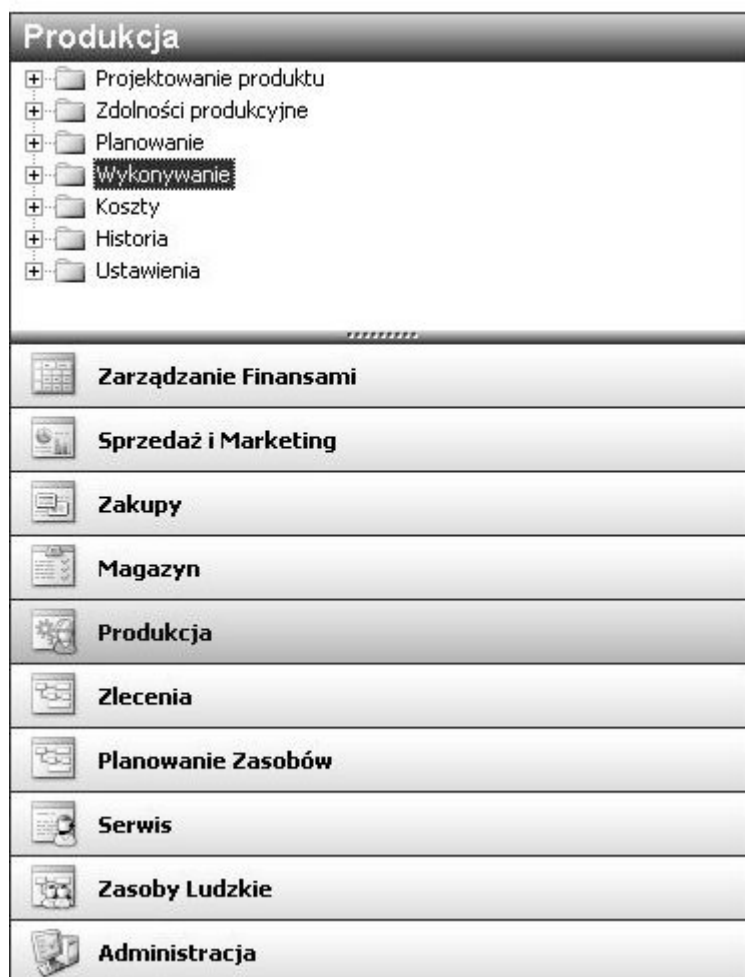 Produkcja
Projektowanie produktu
Zdolności produkcyjne
Planowanie
Wykonywanie
Koszty
Historia
Ustawienia
Zarządzanie Finansami
Sprzedaż i Marketing
Zakupy
Magazyn
Produkcja
Zlecenia
Planowanie Zasobów
Serwis
Zasoby Ludzkie
Administracja